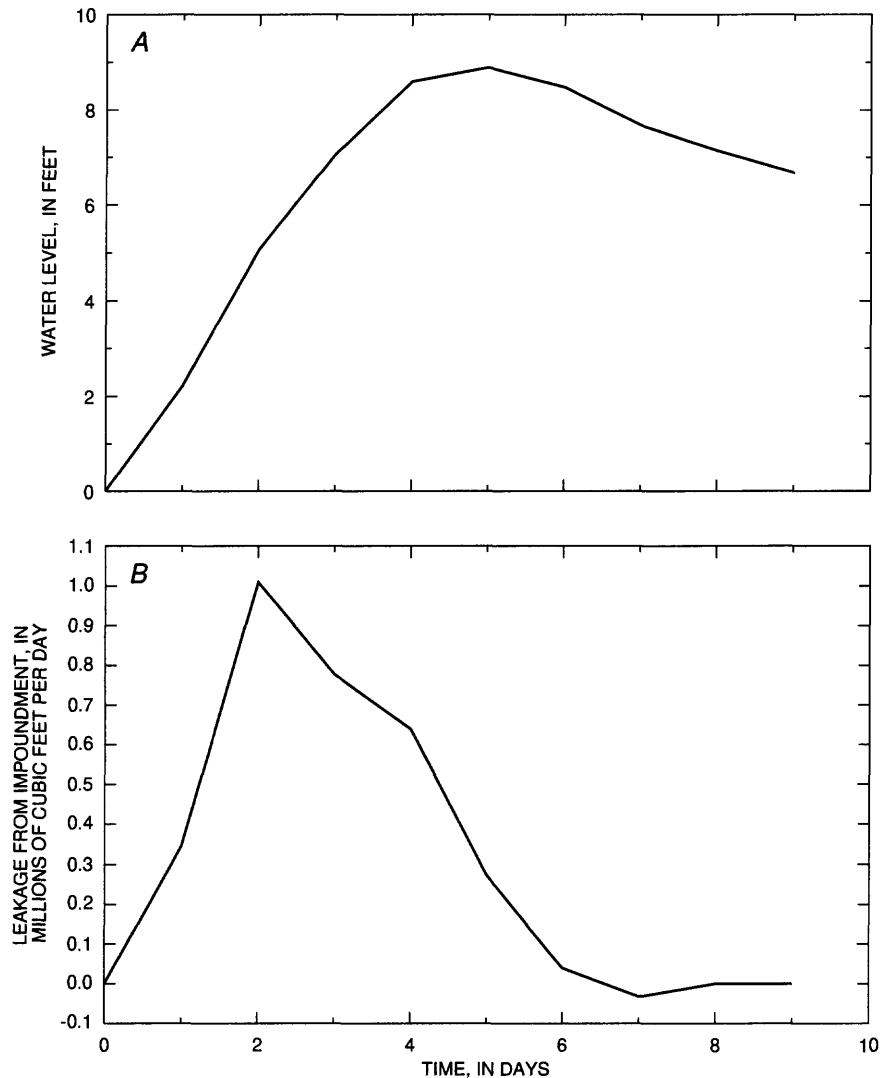 A
10
8
6
4
2
0
WATER LEVEL, IN FEET
B
1.1
1.0
0.9
0.8
0.7
0.6
0.5
0.4
0.3
0.2
0.1
0.0
-0.1
LEAKAGE FROM IMPOUNDMENT, IN
MILLIONS OF CUBIC FEET PER DAY
0 2 4 6 8 10
TIME, IN DAYS